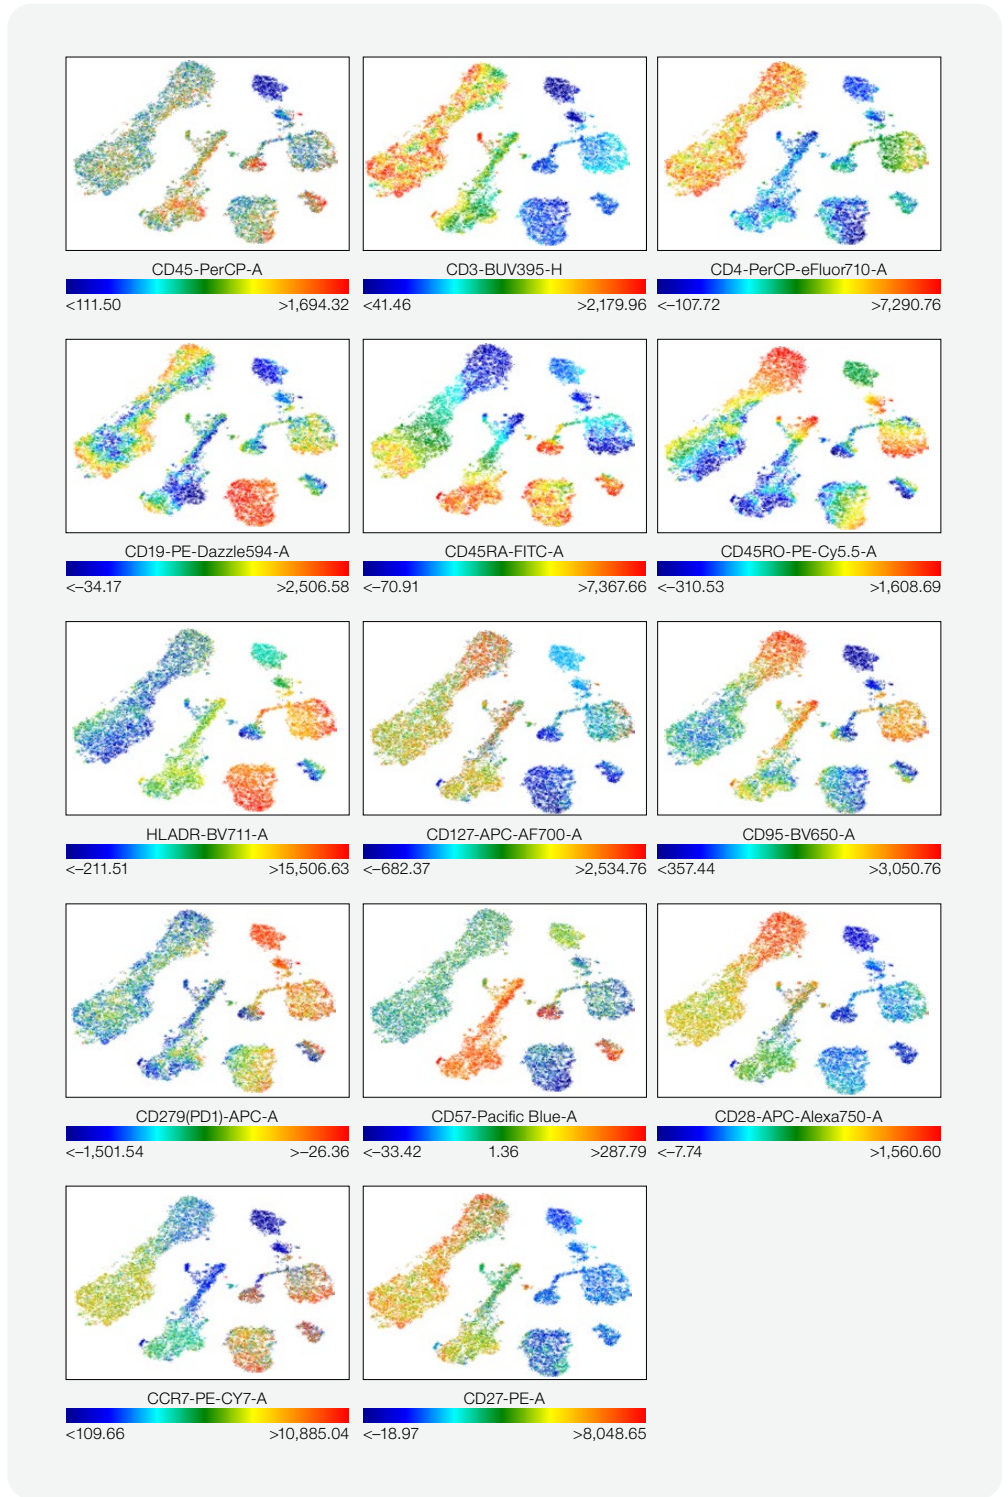 CD45-PerCP-A CD3-BUV395-H CD4-PerCP-eFluor710-A
<111.50 >1,694.32 <41.46 >2,179.96 <–107.72 >7,290.76
CD19-PE-Dazzle594-A CD45RA-FITC-A CD45RO-PE-Cy5.5-A
<–34.17 >2,506.58 <–70.91 >7,367.66 <–310.53 >1,608.69
HLADR-BV711-A CD127-APC-AF700-A CD95-BV650-A
<–211.51 >15,506.63 <–682.37 >2,534.76 <357.44 >3,050.76
CD279(PD1)-APC-A CD57-Pacific Blue-A CD28-APC-Alexa750-A
<–1,501.54 >–26.36 <–33.42 1.36 >287.79 <–7.74 >1,560.60
CCR7-PE-CY7-A CD27-PE-A
<109.66 >10,885.04 <–18.97 >8,048.65